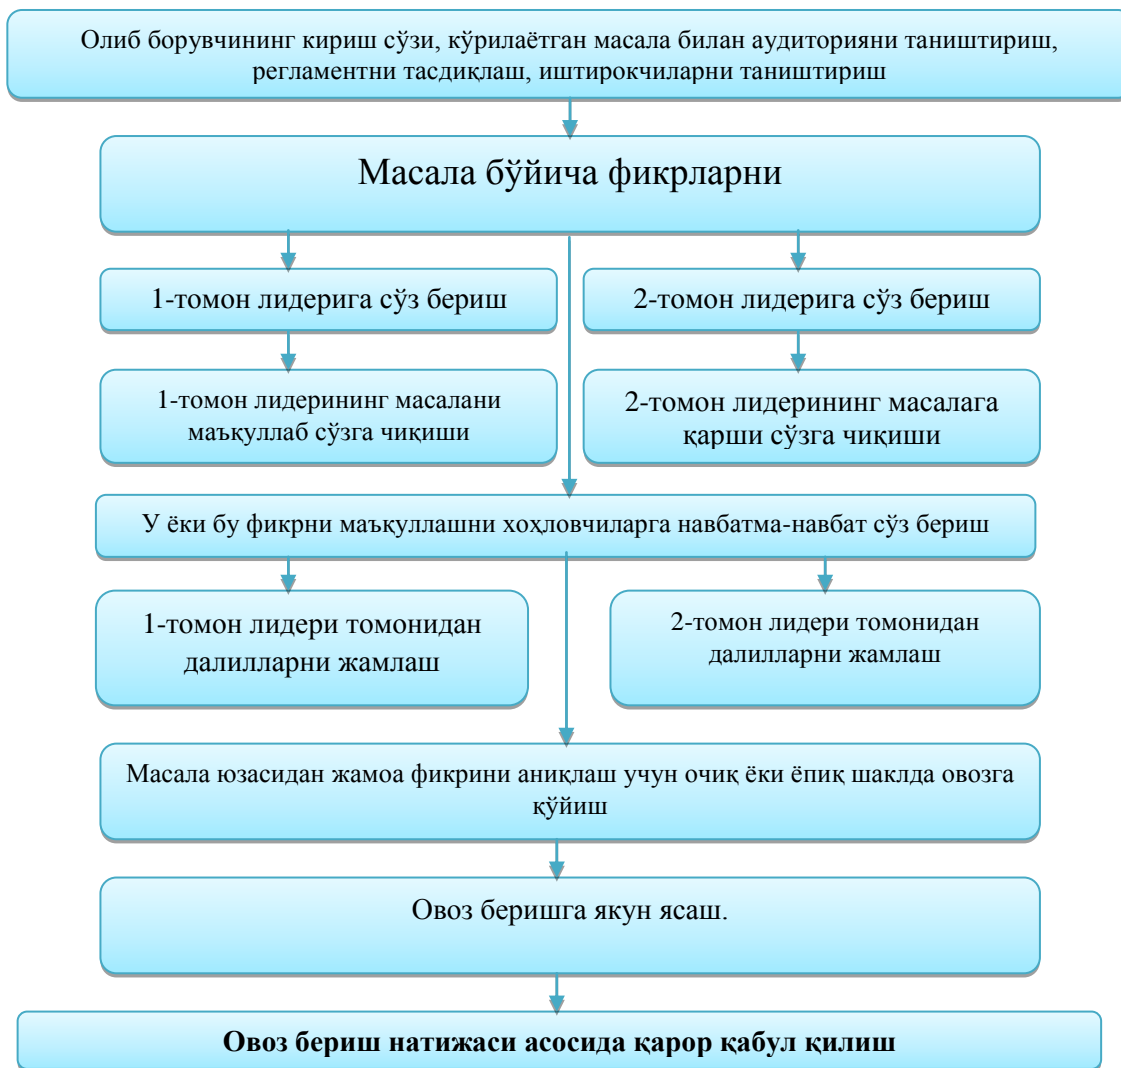 Олиб борувчининг кириш сўзи, кўрилаётган масала билан аудиторияни таништириш,
регламентни тасдиқлаш, иштирокчиларни таништириш
Масала бўйича фикрларни
1-томон лидерига сўз бериш
2-томон лидерига сўз бериш
1-томон лидерининг масалани
маъқуллаб сўзга чиқиши
2-томон лидерининг масалага
қарши сўзга чиқиши
У ёки бу фикрни маъқуллашни хоҳловчиларга навбатма-навбат сўз бериш
1-томон лидери томонидан
далилларни жамлаш
2-томон лидери томонидан
далилларни жамлаш
Масала юзасидан жамоа фикрини аниқлаш учун очиқ ёки ёпиқ шаклда овозга
қўйиш
Овоз беришга якун ясаш.
Овоз бериш натижаси асосида қарор қабул қилиш